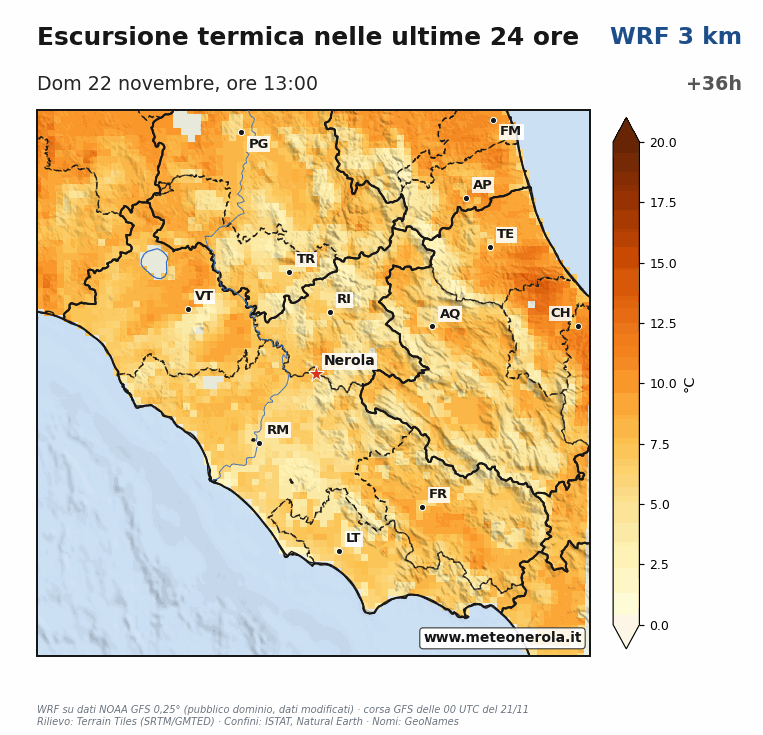 Escursione termica nelle ultime 24 ore
WRF 3 km
Dom 22 novembre, ore 13:00
+36h
FM
PG
AP
TE
TR
VT
RI
AQ
CH
Nerola
RM
FR
LT
www.meteonerola.it
20.0
17.5
15.0
12.5
10.0
7.5
5.0
2.5
0.0
°C
WRF su dati NOAA GFS 0,25° (pubblico dominio, dati modificati) · corsa GFS delle 00 UTC del 21/11
Rilievo: Terrain Tiles (SRTM/GMTED) · Confini: ISTAT, Natural Earth · Nomi: GeoNames